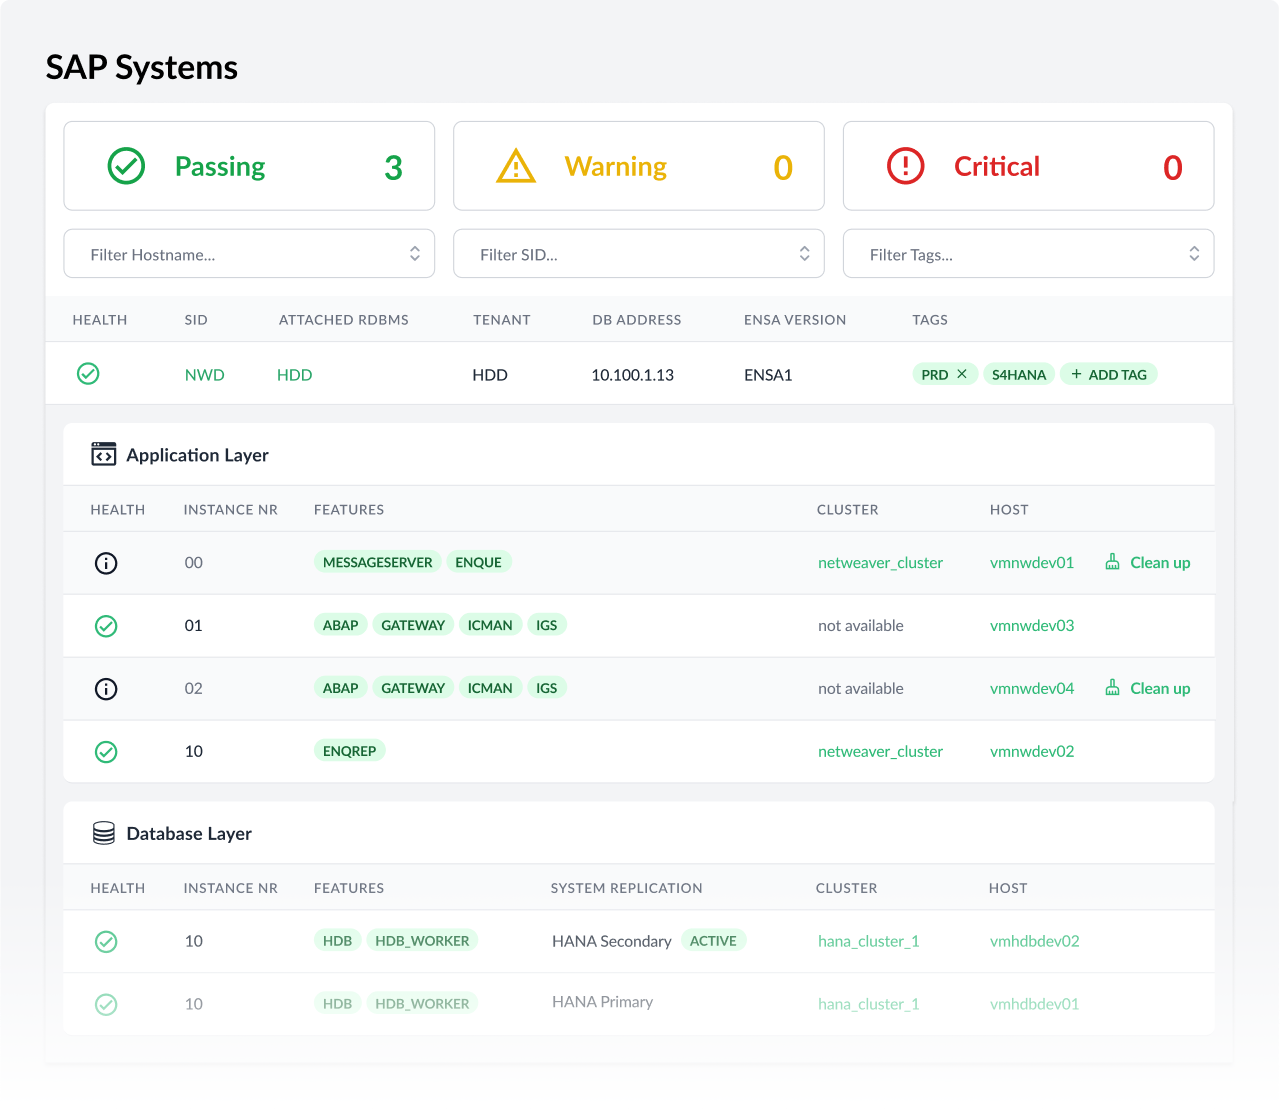 SAP Systems
Passing 3 Warning 0 Critical 0
Filter Hostname... Filter SID... Filter Tags...
HEALTH SID ATTACHED RDBMS TENANT DB ADDRESS ENSA VERSION TAGS
NWD HDD HDD 10.100.1.13 ENSA1 PRD × S4HANA + ADD TAG
Application Layer
HEALTH INSTANCE NR FEATURES CLUSTER HOST
00 MESSAGESERVER ENQUE netweaver_cluster vmnwdev01 Clean up
01 ABAP GATEWAY ICMAN IGS not available vmnwdev03
02 ABAP GATEWAY ICMAN IGS not available vmnwdev04 Clean up
10 ENQREP netweaver_cluster vmnwdev02
Database Layer
HEALTH INSTANCE NR FEATURES SYSTEM REPLICATION CLUSTER HOST
10 HDB HDB_WORKER HANA Secondary ACTIVE hana_cluster_1 vmhdbdev02
10 HDB HDB_WORKER HANA Primary hana_cluster_1 vmhdbdev01